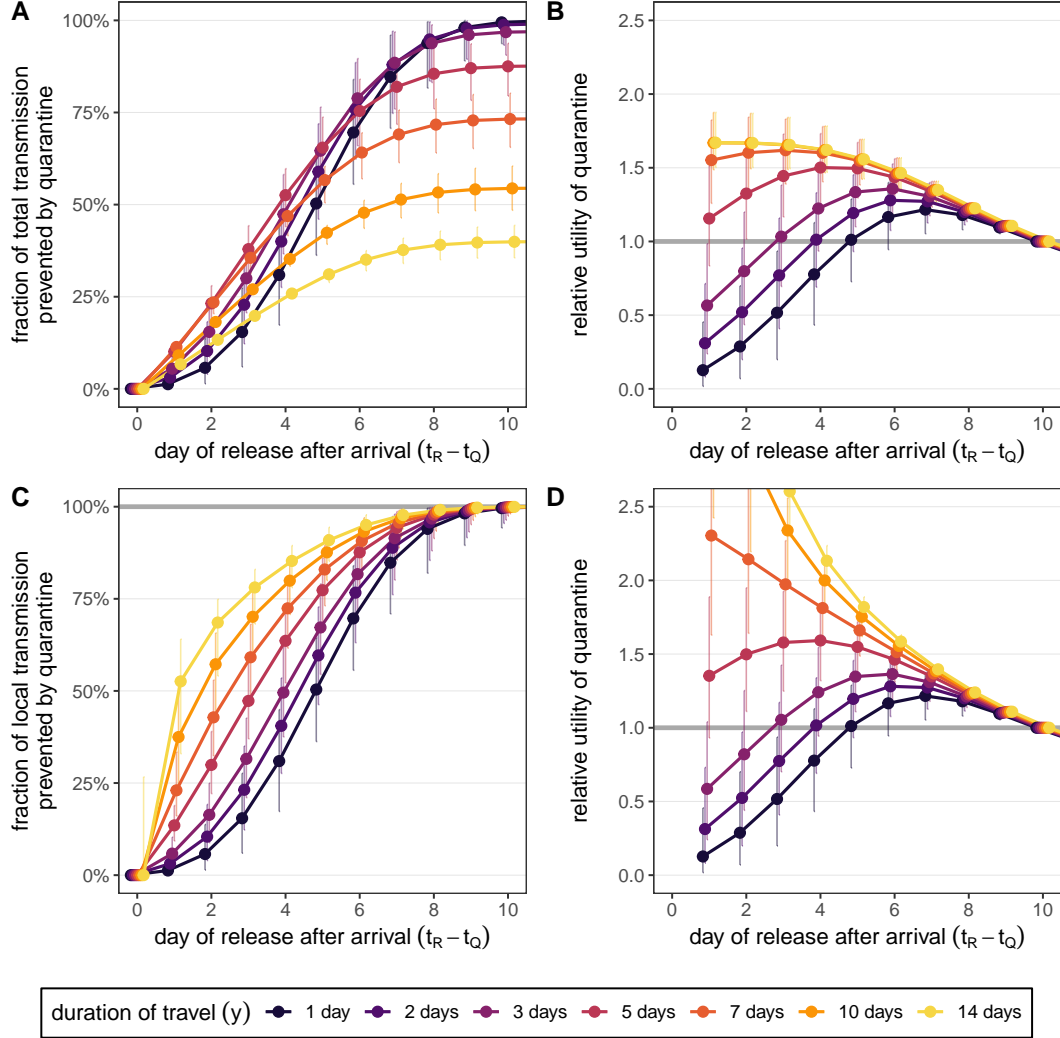 A
fraction of total transmission
prevented by quarantine
100%
75%
50%
25%
0%
0 2 4 6 8 10
day of release after arrival (tR − tQ)
B
relative utility of quarantine
2.5
2.0
1.5
1.0
0.5
0.0
0 2 4 6 8 10
day of release after arrival (tR − tQ)
C
fraction of local transmission
prevented by quarantine
100%
75%
50%
25%
0%
0 2 4 6 8 10
day of release after arrival (tR − tQ)
D
relative utility of quarantine
2.5
2.0
1.5
1.0
0.5
0.0
0 2 4 6 8 10
day of release after arrival (tR − tQ)
duration of travel (y) 1 day 2 days 3 days 5 days 7 days 10 days 14 days